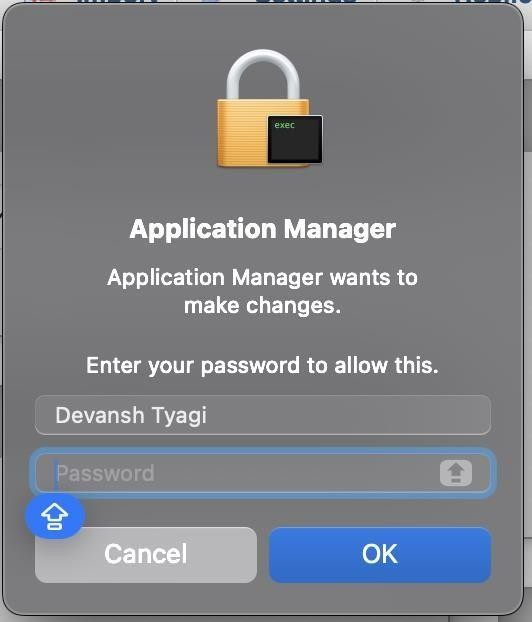 exec
Application Manager
Application Manager wants to
make changes.
Enter your password to allow this.
Devansh Tyagi
Password
Cancel
OK